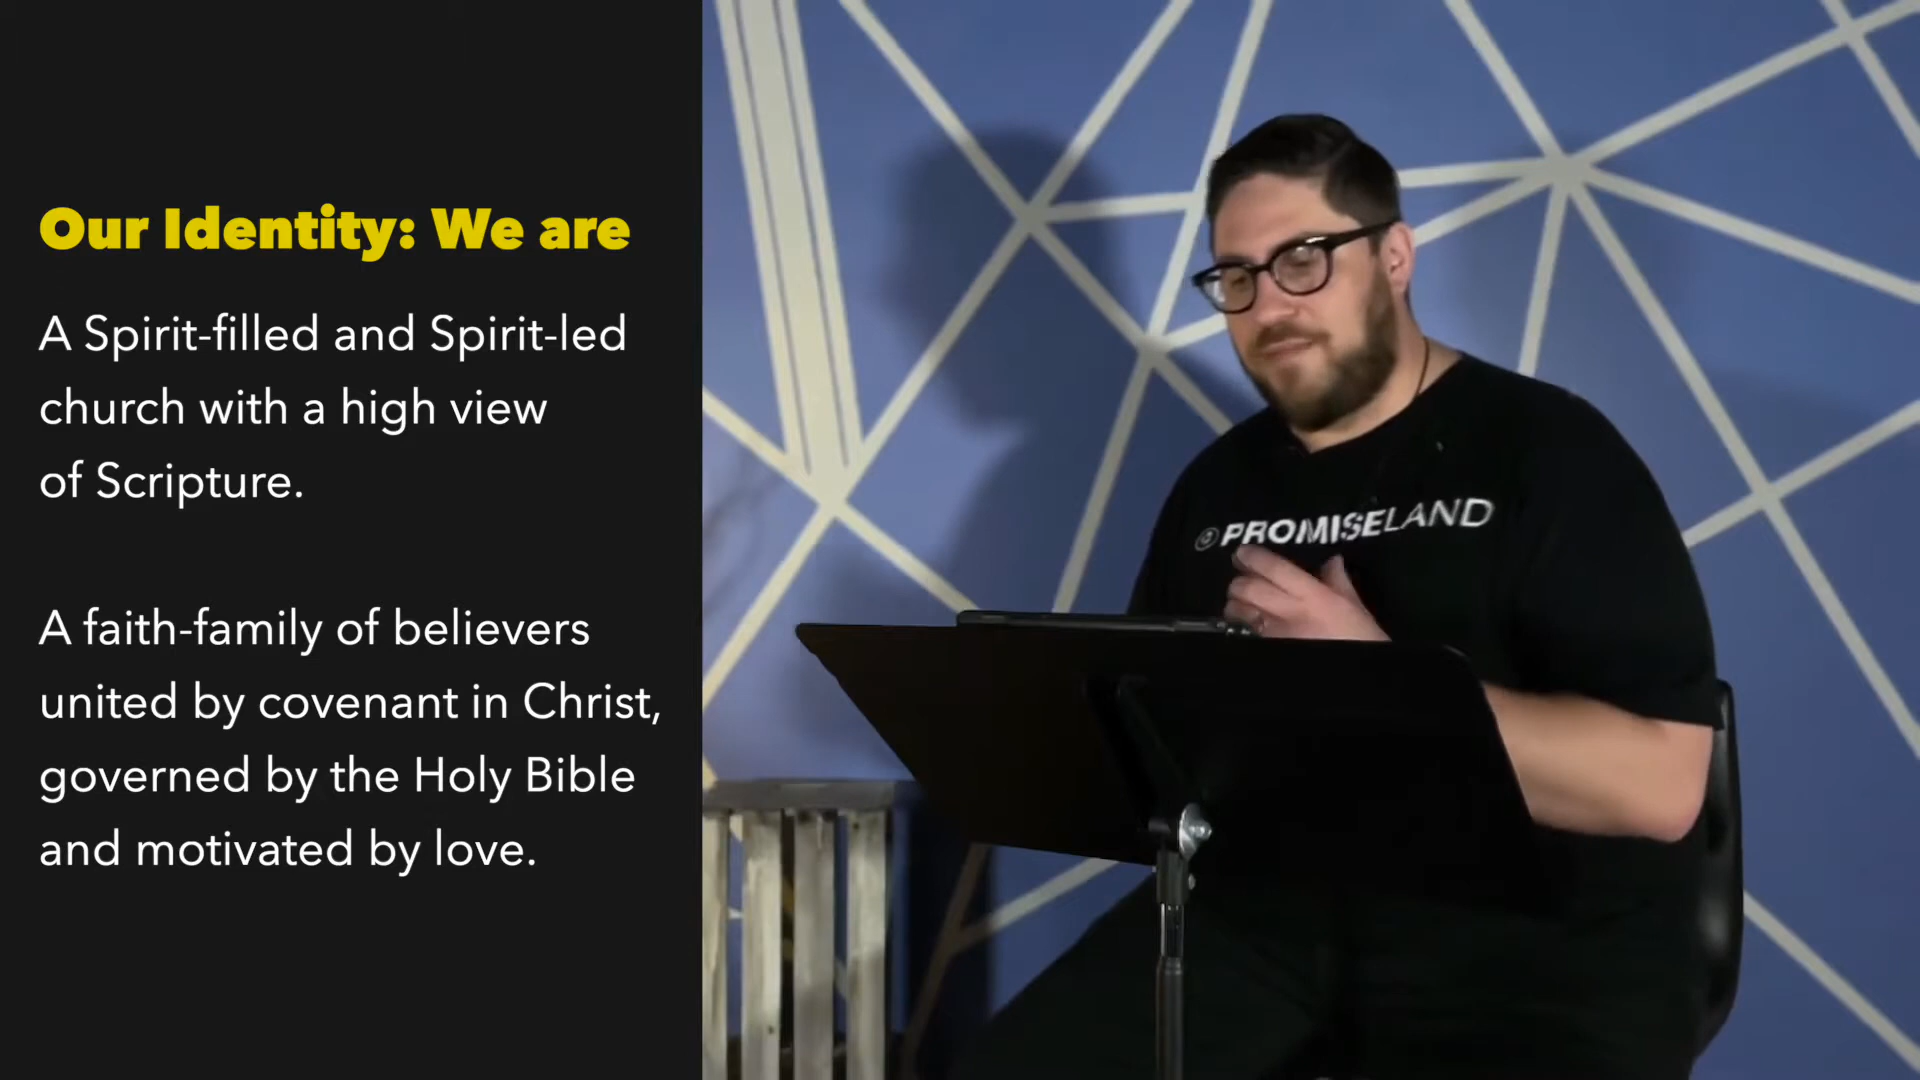 Our Identity: We are
A Spirit-filled and Spirit-led
church with a high view
of Scripture.
A faith-family of believers
united by covenant in Christ,
governed by the Holy Bible
and motivated by love.
PROMISELAND